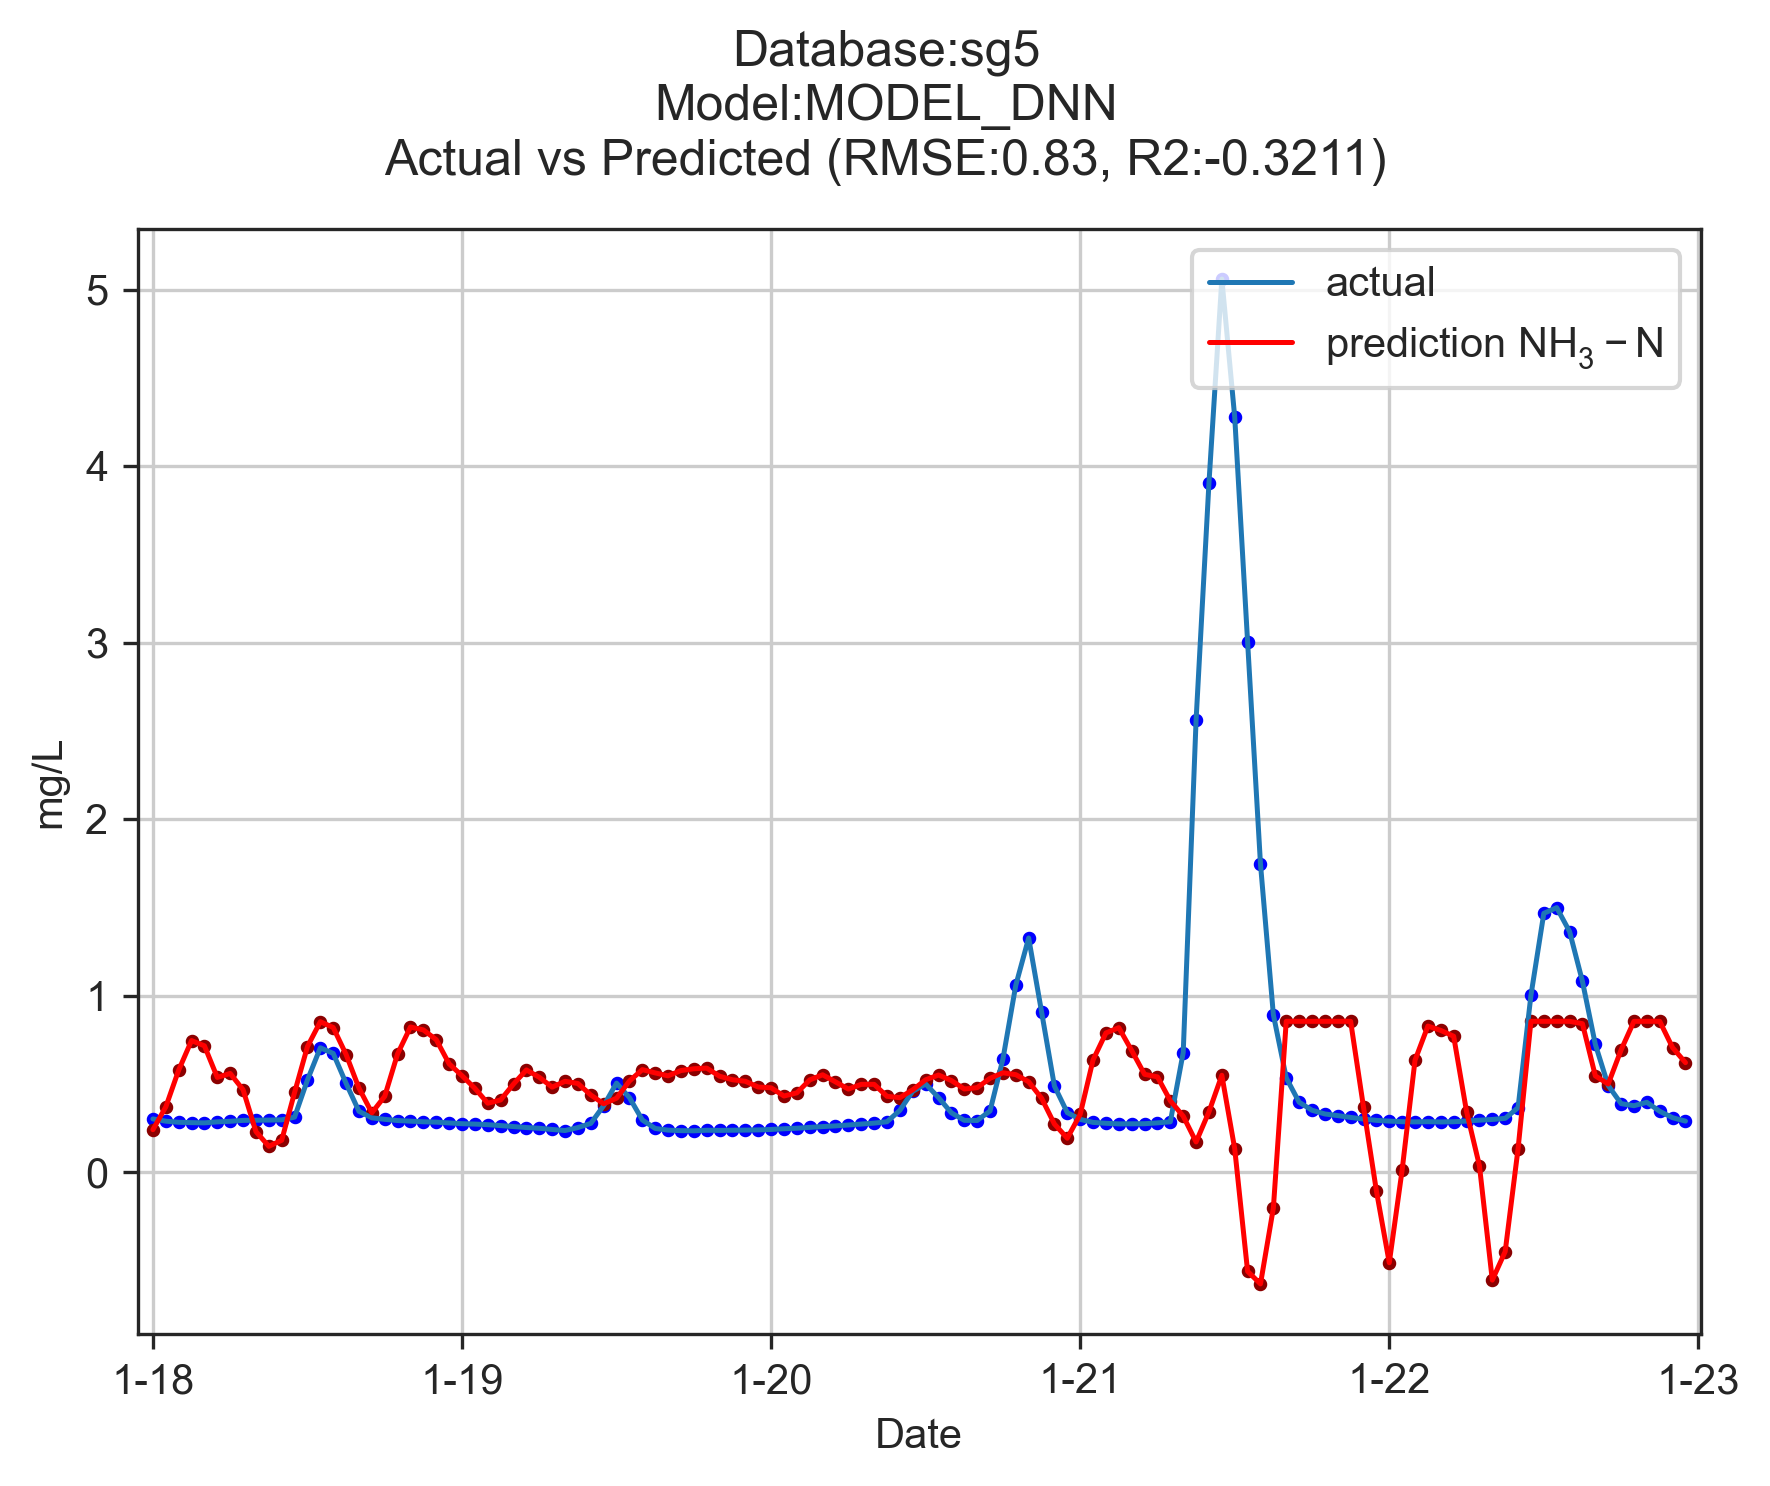 Database:sg5
Model:MODEL_DNN
Actual vs Predicted (RMSE:0.83, R2:-0.3211)
actual
prediction NH₃ − N
5
4
3
2
1
0
mg/L
1-18 1-19 1-20 1-21 1-22 1-23
Date